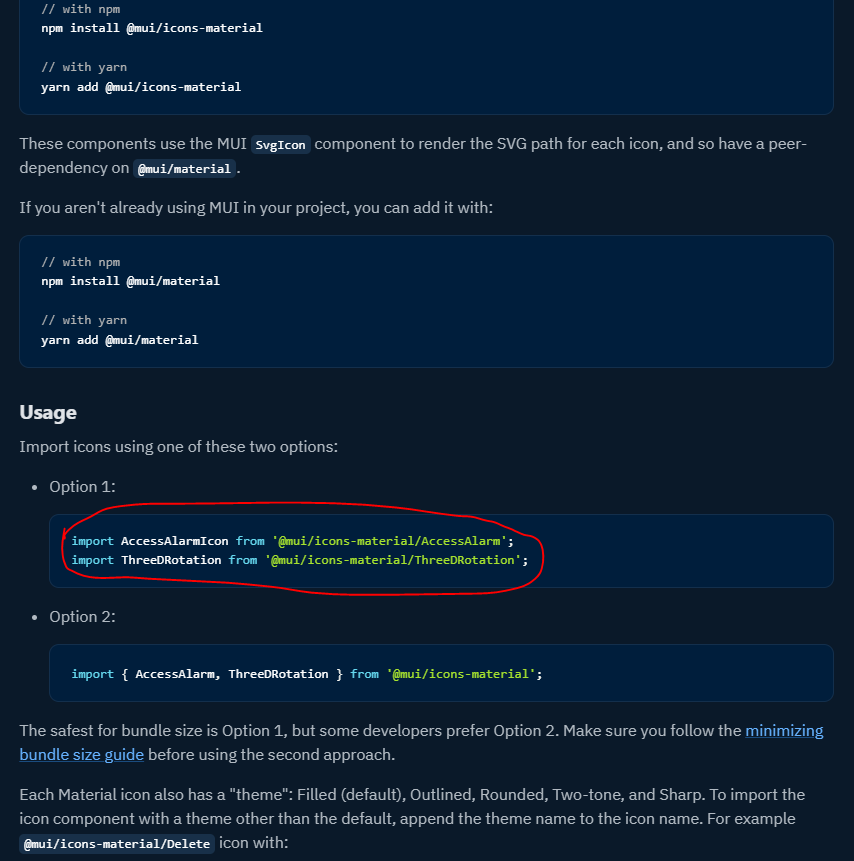 // with npm
npm install @mui/icons-material
// with yarn
yarn add @mui/icons-material
These components use the MUI SvgIcon component to render the SVG path for each icon, and so have a peer-
dependency on @mui/material.
If you aren't already using MUI in your project, you can add it with:
// with npm
npm install @mui/material
// with yarn
yarn add @mui/material
Usage
Import icons using one of these two options:
• Option 1:
import AccessAlarmIcon from '@mui/icons-material/AccessAlarm';
import ThreeDRotation from '@mui/icons-material/ThreeDRotation';
• Option 2:
import { AccessAlarm, ThreeDRotation } from '@mui/icons-material';
The safest for bundle size is Option 1, but some developers prefer Option 2. Make sure you follow the minimizing
bundle size guide before using the second approach.
Each Material icon also has a "theme": Filled (default), Outlined, Rounded, Two-tone, and Sharp. To import the
icon component with a theme other than the default, append the theme name to the icon name. For example
@mui/icons-material/Delete icon with: